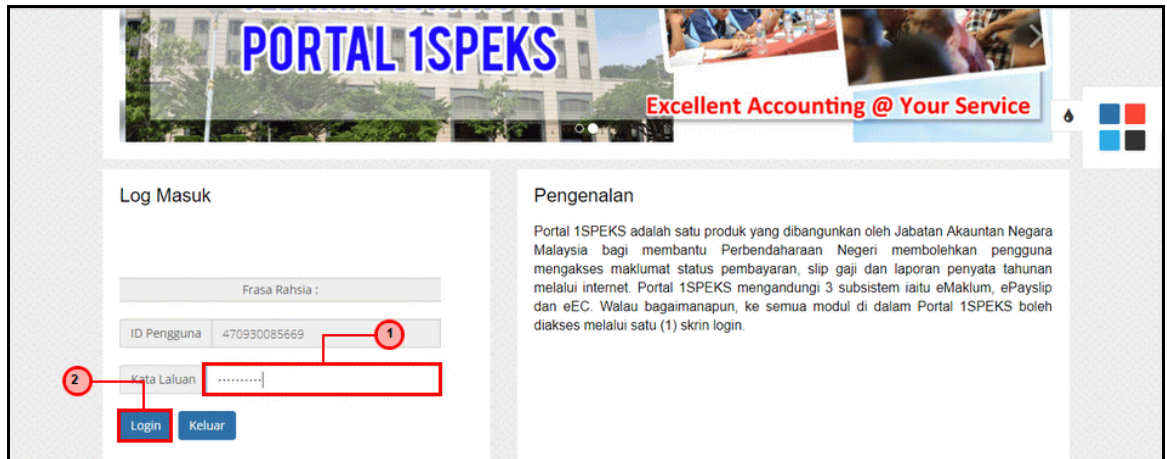 PORTAL 1SPEKS
Excellent Accounting @ Your Service
Log Masuk
Frasa Rahsia :
ID Pengguna 470930085669
1
Kata Laluan ··········
2
Login Keluar
Pengenalan
Portal 1SPEKS adalah satu produk yang dibangunkan oleh Jabatan Akauntan Negara
Malaysia bagi membantu Perbendaharaan Negeri membolehkan pengguna
mengakses maklumat status pembayaran, slip gaji dan laporan penyata tahunan
melalui internet. Portal 1SPEKS mengandungi 3 subsistem iaitu eMaklum, ePayslip
dan eEC. Walau bagaimanapun, ke semua modul di dalam Portal 1SPEKS boleh
diakses melalui satu (1) skrin login.